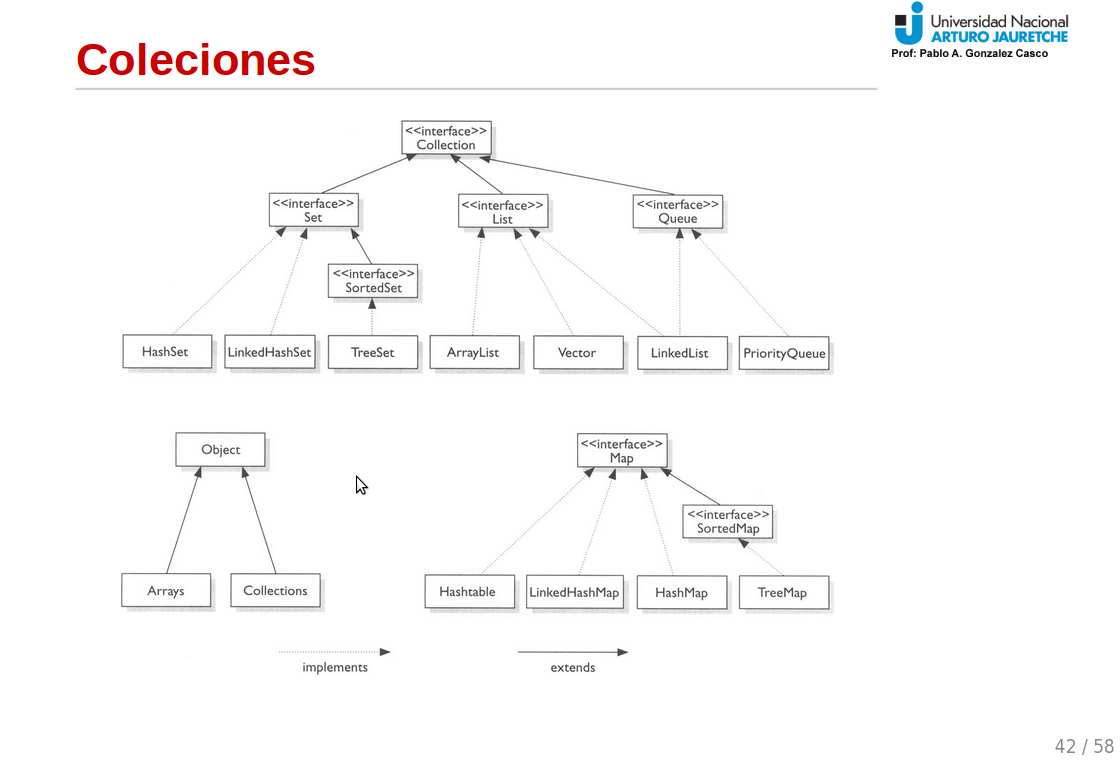 Universidad Nacional
ARTURO JAURETCHE
Prof: Pablo A. Gonzalez Casco
Coleciones
<<interface>>
Collection
<<interface>>
Set
<<interface>>
List
<<interface>>
Queue
<<interface>>
SortedSet
HashSet
LinkedHashSet
TreeSet
ArrayList
Vector
LinkedList
PriorityQueue
Object
<<interface>>
Map
<<interface>>
SortedMap
Arrays
Collections
Hashtable
LinkedHashMap
HashMap
TreeMap
implements
extends
42 / 58